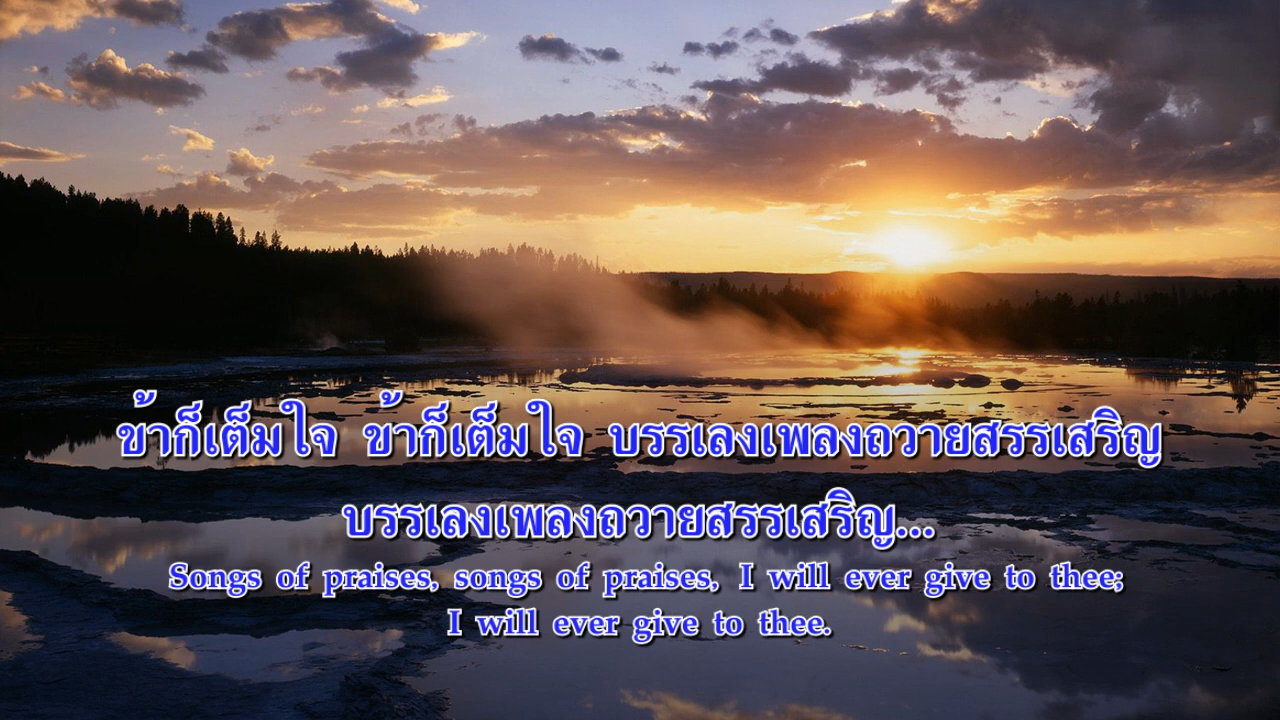 ข้าก็เต็มใจ ข้าก็เต็มใจ บรรเลงเพลงถวายสรรเสริญ
บรรเลงเพลงถวายสรรเสริญ...
Songs of praises, songs of praises, I will ever give to thee;
I will ever give to thee.